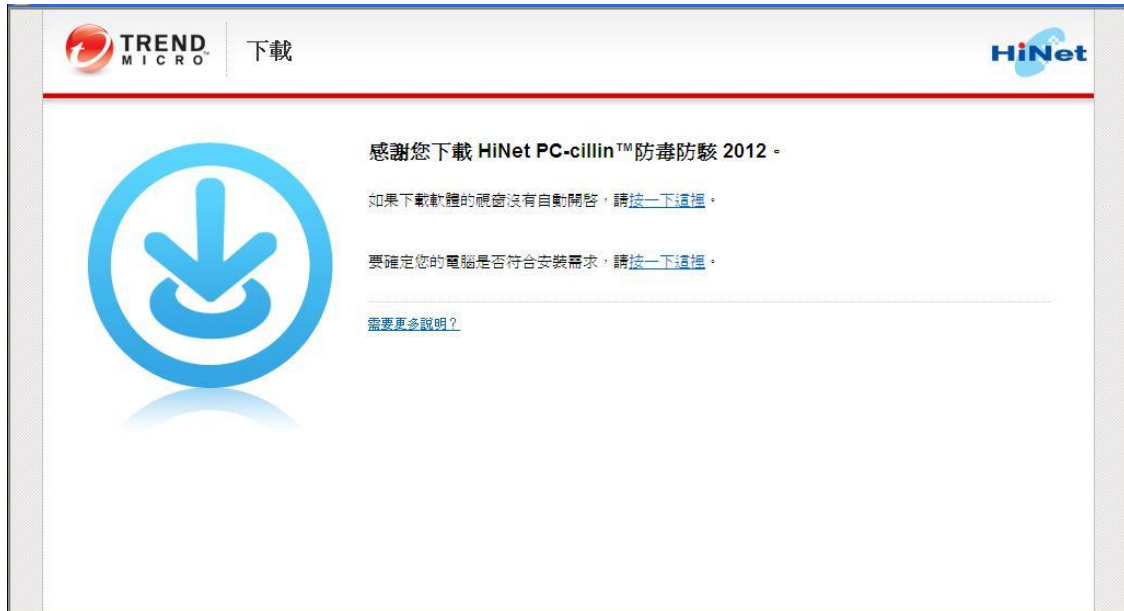 TREND MICRO™
下載
HiNet
感謝您下載 HiNet PC-cillin™防毒防駭 2012。
如果下載軟體的視窗沒有自動開啟，請按一下這裡。
要確定您的電腦是否符合安裝需求，請按一下這裡。
需要更多說明？